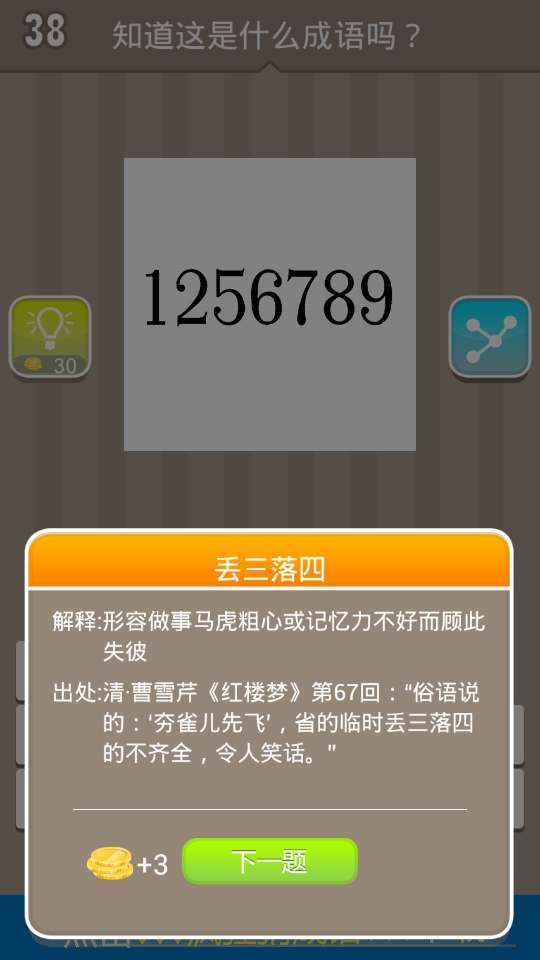 38
知道这是什么成语吗？
1256789
30
丢三落四
解释:形容做事马虎粗心或记忆力不好而顾此
失彼
出处:清·曹雪芹《红楼梦》第67回：“俗语说
的：‘夯雀儿先飞’，省的临时丢三落四
的不齐全，令人笑话。”
+3
下一题